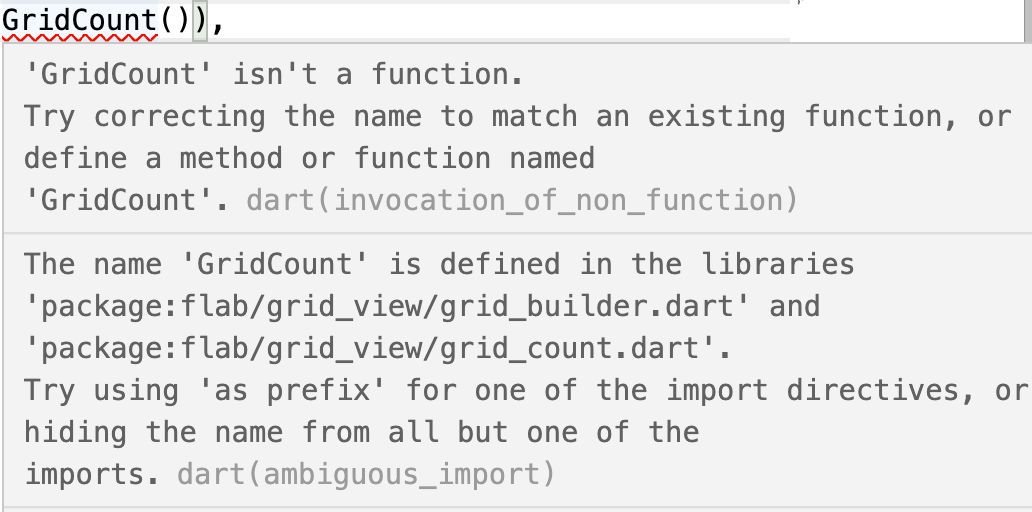 GridCount()),
'GridCount' isn't a function.
Try correcting the name to match an existing function, or
define a method or function named
'GridCount'. dart(invocation_of_non_function)
The name 'GridCount' is defined in the libraries
'package:flab/grid_view/grid_builder.dart' and
'package:flab/grid_view/grid_count.dart'.
Try using 'as prefix' for one of the import directives, or
hiding the name from all but one of the
imports. dart(ambiguous_import)